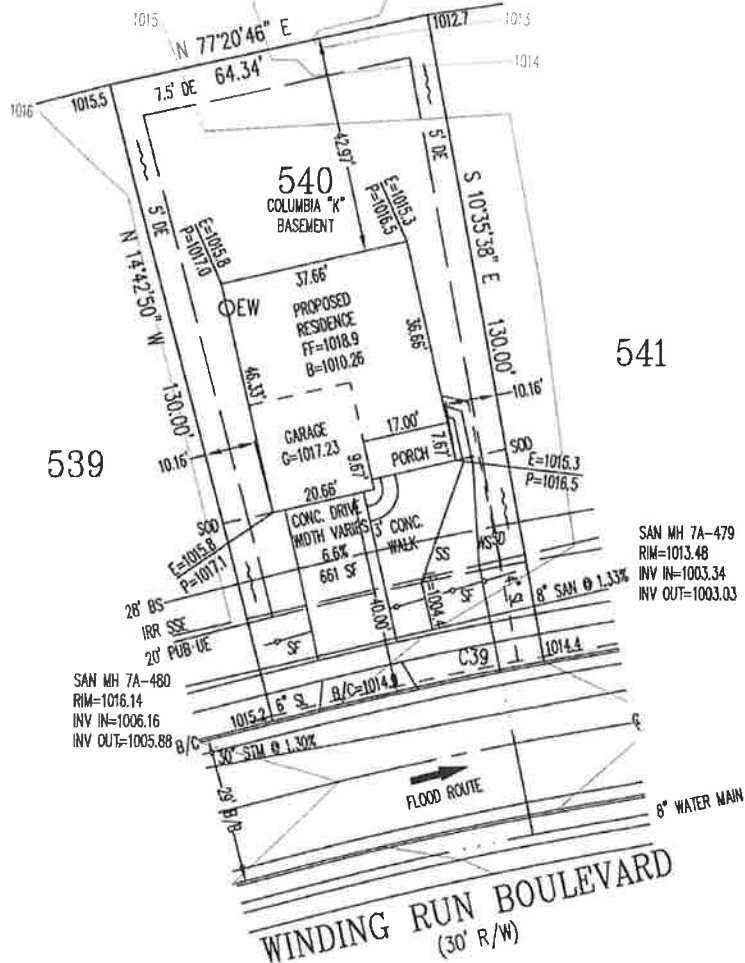 1015
N 77°20'46" E
1012.7
1013
1014
1016
1015.5
7.5' DE
64.34'
42.97'
5' DE
540
COLUMBIA "K"
BASEMENT
E=1015.3
P=1016.5
S 10°35'38" E
130.00'
5' DE
E=1015.8
P=1017.0
N 14°42'50" W
130.00'
37.66'
EW
PROPOSED
RESIDENCE
FF=1018.9
B=1010.26
36.66'
46.33'
541
10.16'
GARAGE
G=1017.23
17.00'
PORCH
7.67'
9.67'
539
10.16'
20.66'
SOD
E=1015.3
P=1016.5
SOD
E=1015.8
P=1017.1
CONC. DRIVE
WIDTH VARIES
6.6%
661 SF
3' CONC.
WALK
SS
WS
SD
SAN MH 7A-479
RIM=1013.48
INV IN=1003.34
INV OUT=1003.03
28' BS
IRR SSE
20' PUB-UE
SF
40.00'
SF
4" SL
8" SAN @ 1.33%
SAN MH 7A-480
RIM=1016.14
INV IN=1006.16
INV OUT=1005.88
C39
1014.4
1015.2
6" SL
B/C
30" STM @ 1.30%
29' B/B
FLOOD ROUTE
8" WATER MAIN
WINDING RUN BOULEVARD
(30' R/W)